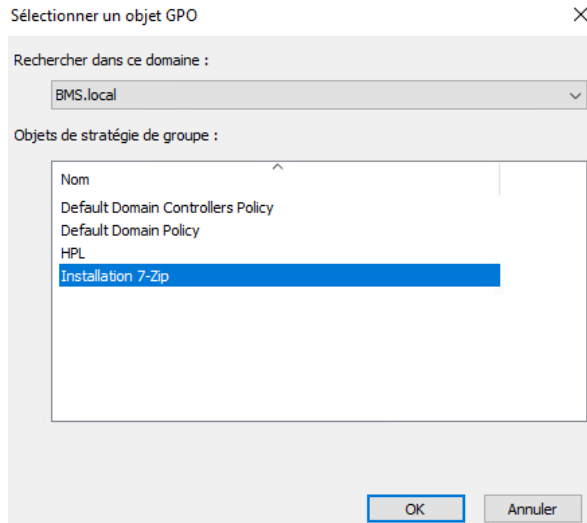 Sélectionner un objet GPO
Rechercher dans ce domaine :
BMS.local
Objets de stratégie de groupe :
Nom
Default Domain Controllers Policy
Default Domain Policy
HPL
Installation 7-Zip
OK
Annuler